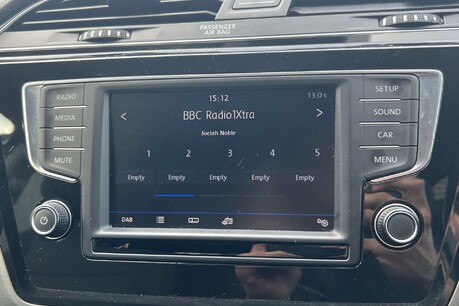 PASSENGER
AIR BAG
RADIO
MEDIA
PHONE
MUTE
15:12
13.0°C
< BBC Radio1Xtra >
Josiah Noble
1 2 3 4 5
Empty Empty Empty Empty Empty
DAB
SETUP
SOUND
CAR
MENU